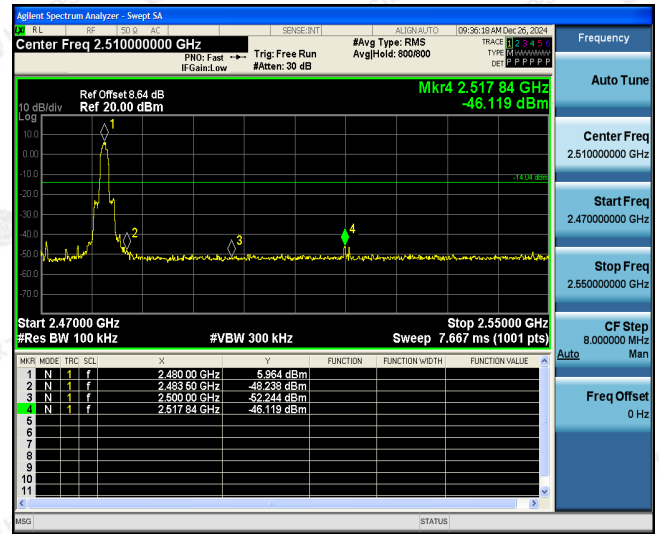 Agilent Spectrum Analyzer - Swept SA
LXI RL RF 50 Ω AC SENSE:INT ALIGN AUTO 09:36:18 AM Dec 26, 2024
Center Freq 2.510000000 GHz
PNO: Fast
IFGain:Low
Trig: Free Run
#Atten: 30 dB
#Avg Type: RMS
Avg|Hold: 800/800
TRACE 1 2 3 4 5 6
TYPE M W W W W W
DET P P P P P P
Frequency
Auto Tune
Center Freq
2.510000000 GHz
Start Freq
2.470000000 GHz
Stop Freq
2.550000000 GHz
CF Step
8.000000 MHz
Auto Man
Freq Offset
0 Hz
Ref Offset 8.64 dB
10 dB/div Ref 20.00 dBm
Log
Mkr4 2.517 84 GHz
-46.119 dBm
10.0
0.00
-10.0
-20.0
-30.0
-40.0
-50.0
-60.0
-70.0
-14.04 dBm
1
2
3
4
Start 2.47000 GHz Stop 2.55000 GHz
#Res BW 100 kHz #VBW 300 kHz Sweep 7.667 ms (1001 pts)
MKR MODE TRC SCL X Y FUNCTION FUNCTION WIDTH FUNCTION VALUE
1 N 1 f 2.480 00 GHz 5.964 dBm
2 N 1 f 2.483 50 GHz -48.238 dBm
3 N 1 f 2.500 00 GHz -52.244 dBm
4 N 1 f 2.517 84 GHz -46.119 dBm
5
6
7
8
9
10
11
MSG STATUS